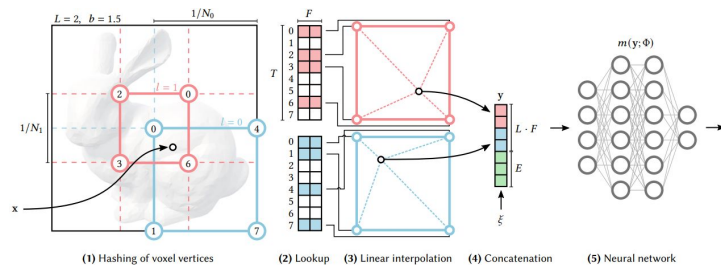 L = 2, b = 1.5
1/N₀
l = 1
2
0
l = 0
0
4
1/N₁
3
6
x
1
7
F
T
0
1
2
3
4
5
6
7
0
1
2
3
4
5
6
7
y
L · F
E
ξ
m(y; Φ)
(1) Hashing of voxel vertices
(2) Lookup
(3) Linear interpolation
(4) Concatenation
(5) Neural network